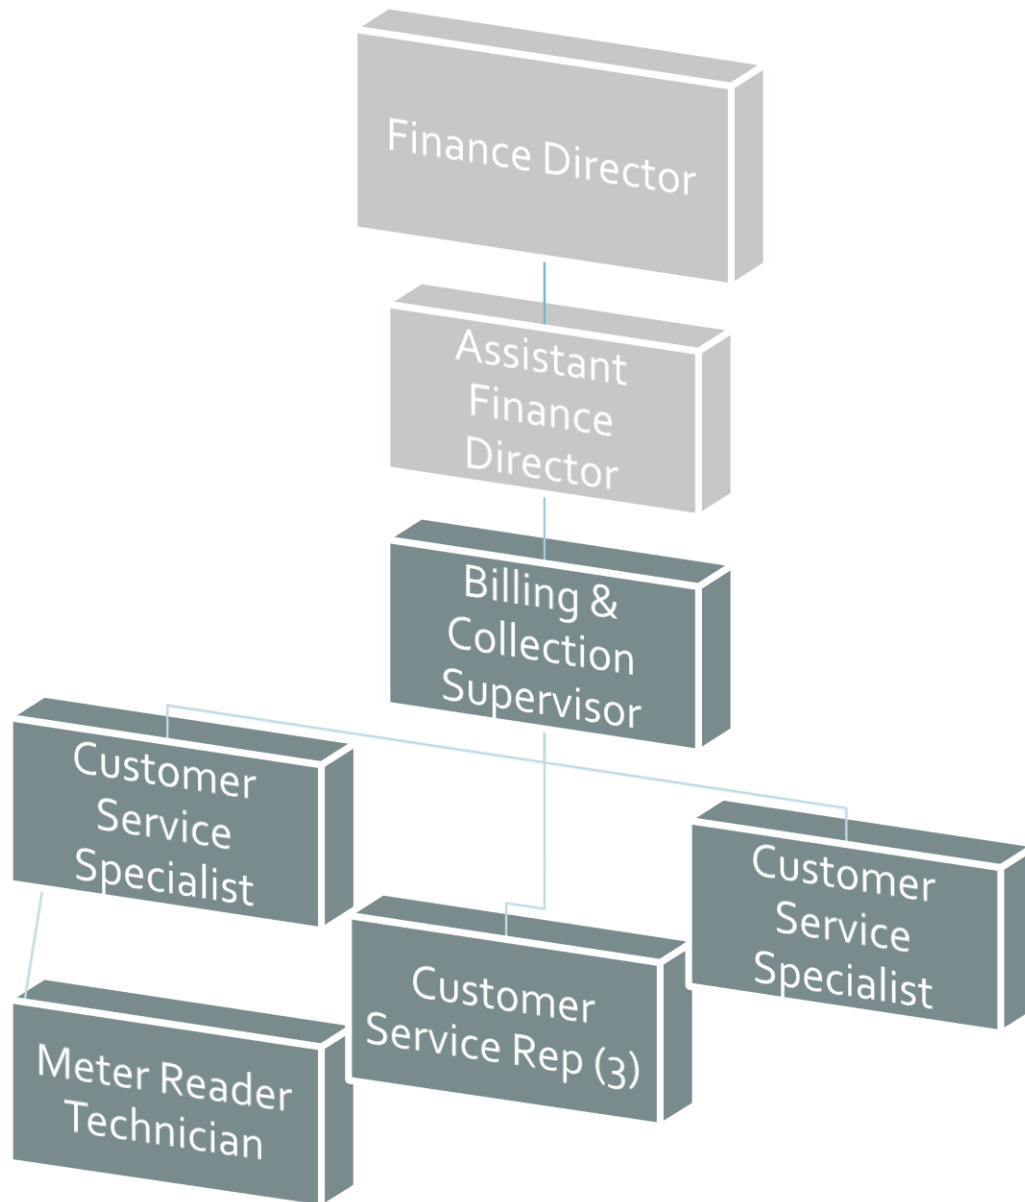 Finance Director
Assistant
Finance
Director
Billing &
Collection
Supervisor
Customer
Service
Specialist
Customer
Service
Specialist
Customer
Service Rep (3)
Meter Reader
Technician